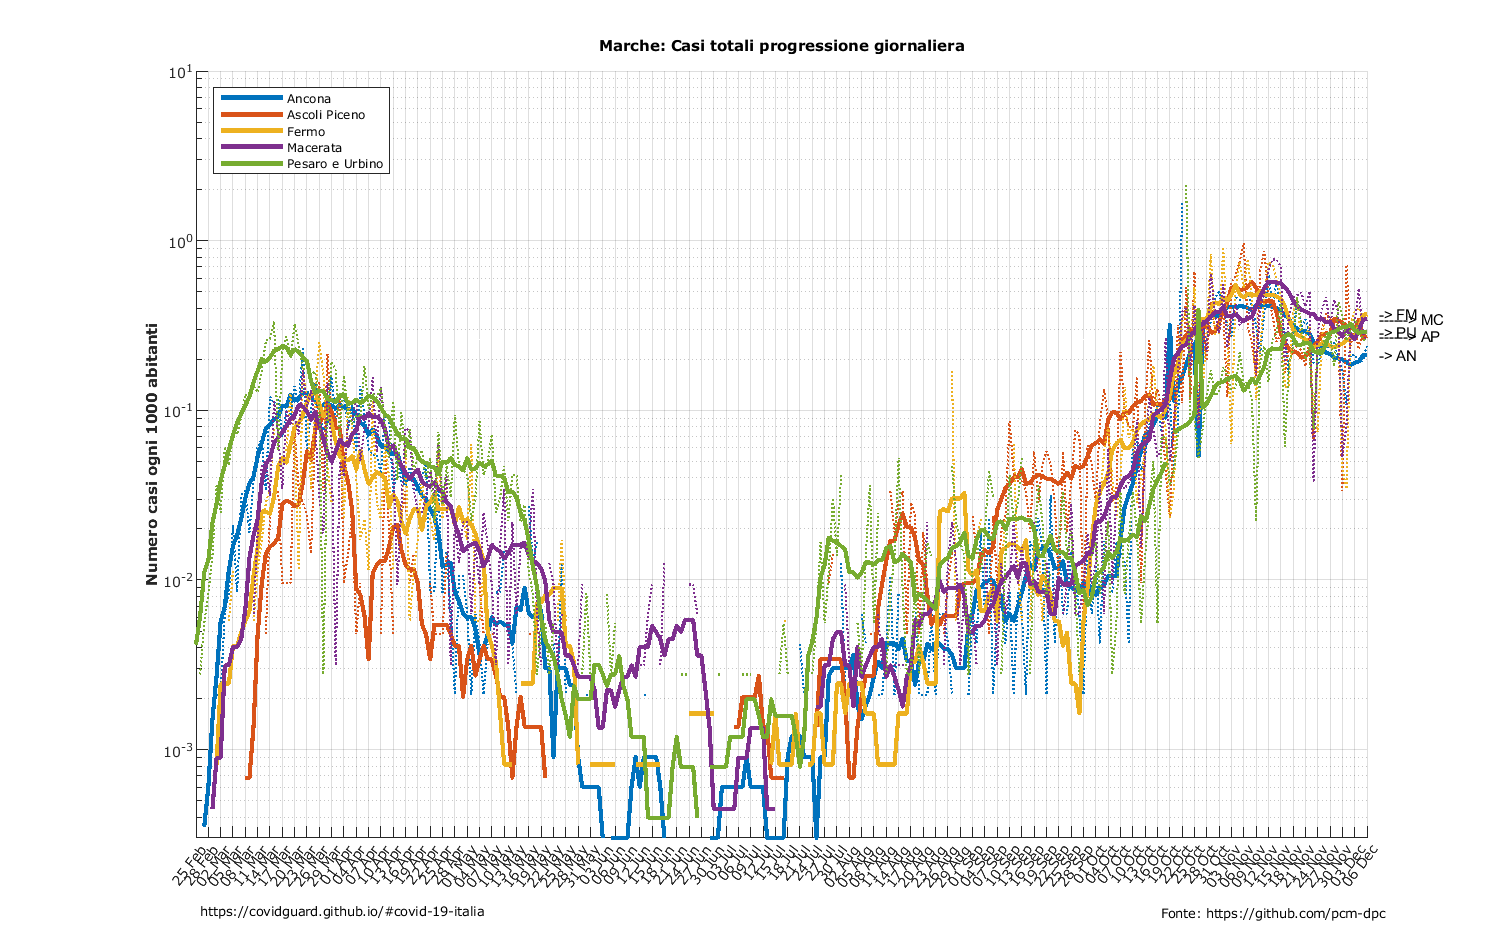 Marche: Casi totali progressione giornaliera
Numero casi ogni 1000 abitanti
10¹
10⁰
10⁻¹
10⁻²
10⁻³
Ancona
Ascoli Piceno
Fermo
Macerata
Pesaro e Urbino
-> FM
------> MC
-> PU
------> AP
-> AN
25 Feb
28 Feb
02 Mar
05 Mar
08 Mar
11 Mar
14 Mar
17 Mar
20 Mar
23 Mar
26 Mar
29 Mar
01 Apr
04 Apr
07 Apr
10 Apr
13 Apr
16 Apr
19 Apr
22 Apr
25 Apr
28 Apr
01 May
04 May
07 May
10 May
13 May
16 May
19 May
22 May
25 May
28 May
31 May
03 Jun
06 Jun
09 Jun
12 Jun
15 Jun
18 Jun
21 Jun
24 Jun
27 Jun
30 Jun
03 Jul
06 Jul
09 Jul
12 Jul
15 Jul
18 Jul
21 Jul
24 Jul
27 Jul
30 Jul
02 Aug
05 Aug
08 Aug
11 Aug
14 Aug
17 Aug
20 Aug
23 Aug
26 Aug
29 Aug
01 Sep
04 Sep
07 Sep
10 Sep
13 Sep
16 Sep
19 Sep
22 Sep
25 Sep
28 Sep
01 Oct
04 Oct
07 Oct
10 Oct
13 Oct
16 Oct
19 Oct
22 Oct
25 Oct
28 Oct
31 Oct
03 Nov
06 Nov
09 Nov
12 Nov
15 Nov
18 Nov
21 Nov
24 Nov
27 Nov
30 Nov
03 Dec
06 Dec
https://covidguard.github.io/#covid-19-italia
Fonte: https://github.com/pcm-dpc